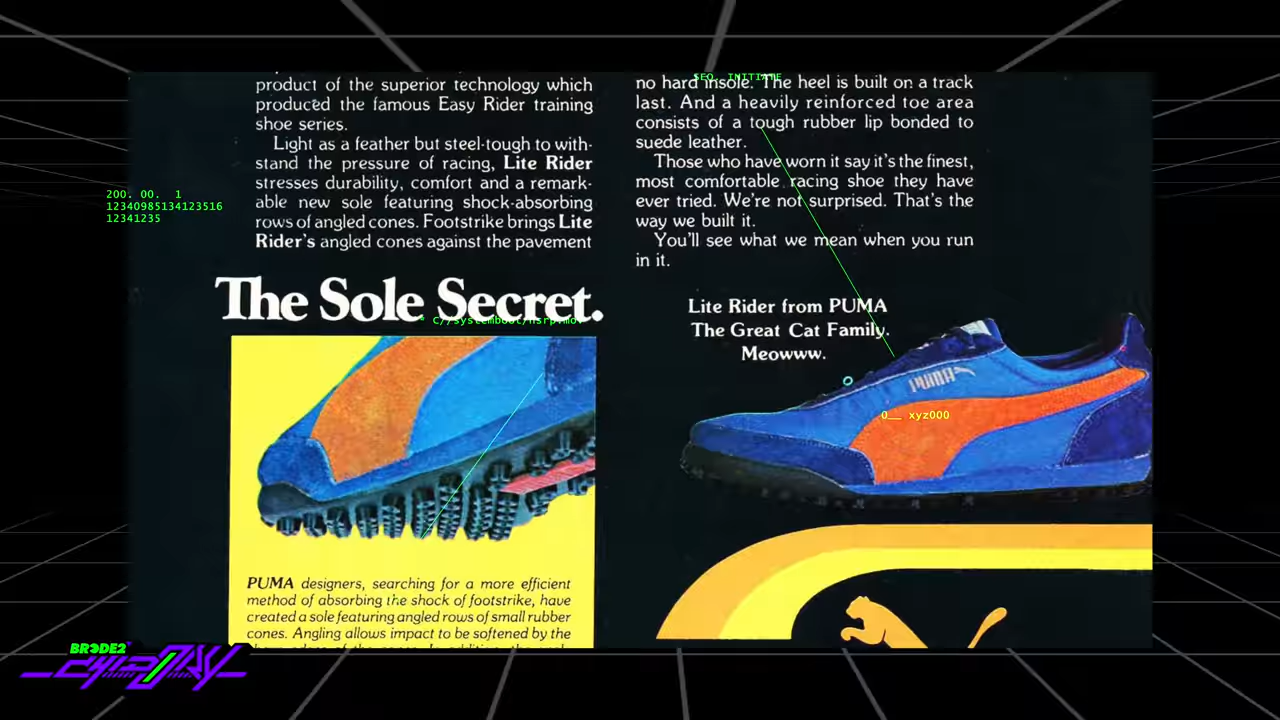 product of the superior technology which
produced the famous Easy Rider training
shoe series.
Light as a feather but steel-tough to with-
stand the pressure of racing, Lite Rider
stresses durability, comfort and a remark-
able new sole featuring shock-absorbing
rows of angled cones. Footstrike brings Lite
Rider's angled cones against the pavement
SEQ. INITIATE
no hard insole. The heel is built on a track
last. And a heavily reinforced toe area
consists of a tough rubber lip bonded to
suede leather.
Those who have worn it say it's the finest,
most comfortable racing shoe they have
ever tried. We're not surprised. That's the
way we built it.
You'll see what we mean when you run
in it.
200. 00. 1
12340985134123516
12341235
The Sole Secret.
Lite Rider from PUMA
The Great Cat Family.
Meowww.
PUMA
0__ xyz000
PUMA designers, searching for a more efficient
method of absorbing the shock of footstrike, have
created a sole featuring angled rows of small rubber
cones. Angling allows impact to be softened by the
BRODE2